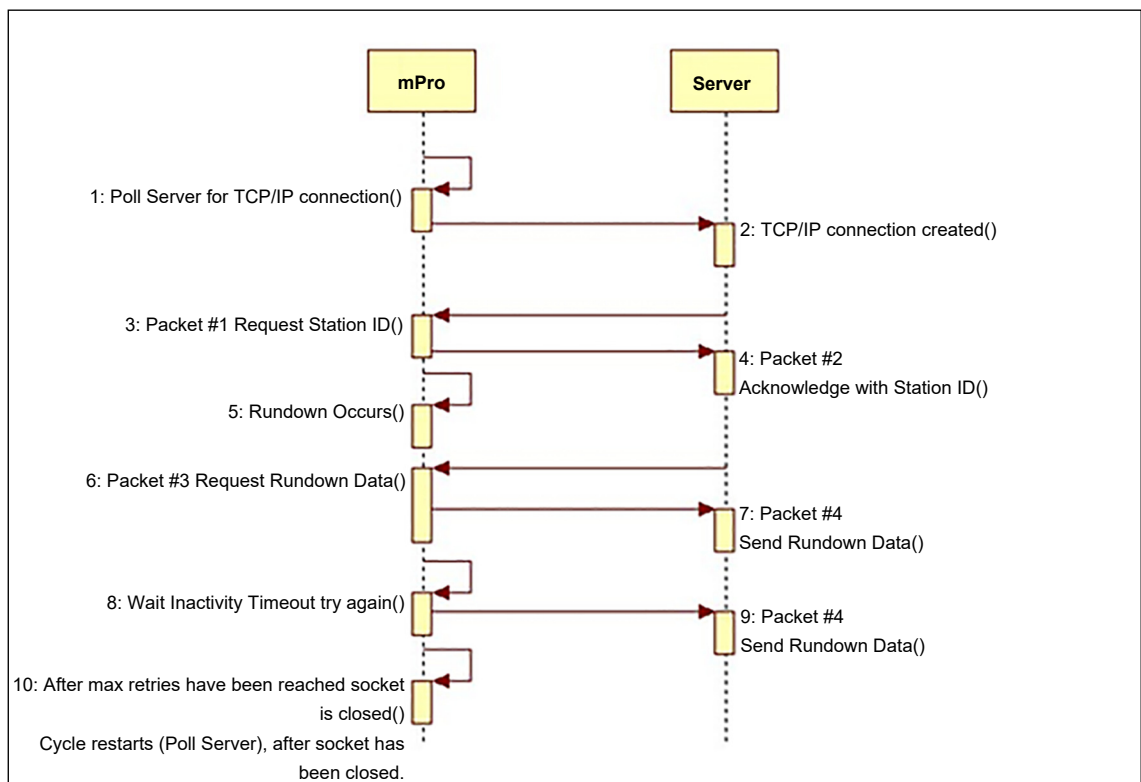 mPro
Server
1: Poll Server for TCP/IP connection()
2: TCP/IP connection created()
3: Packet #1 Request Station ID()
4: Packet #2
Acknowledge with Station ID()
5: Rundown Occurs()
6: Packet #3 Request Rundown Data()
7: Packet #4
Send Rundown Data()
8: Wait Inactivity Timeout try again()
9: Packet #4
Send Rundown Data()
10: After max retries have been reached socket
is closed()
Cycle restarts (Poll Server), after socket has
been closed.